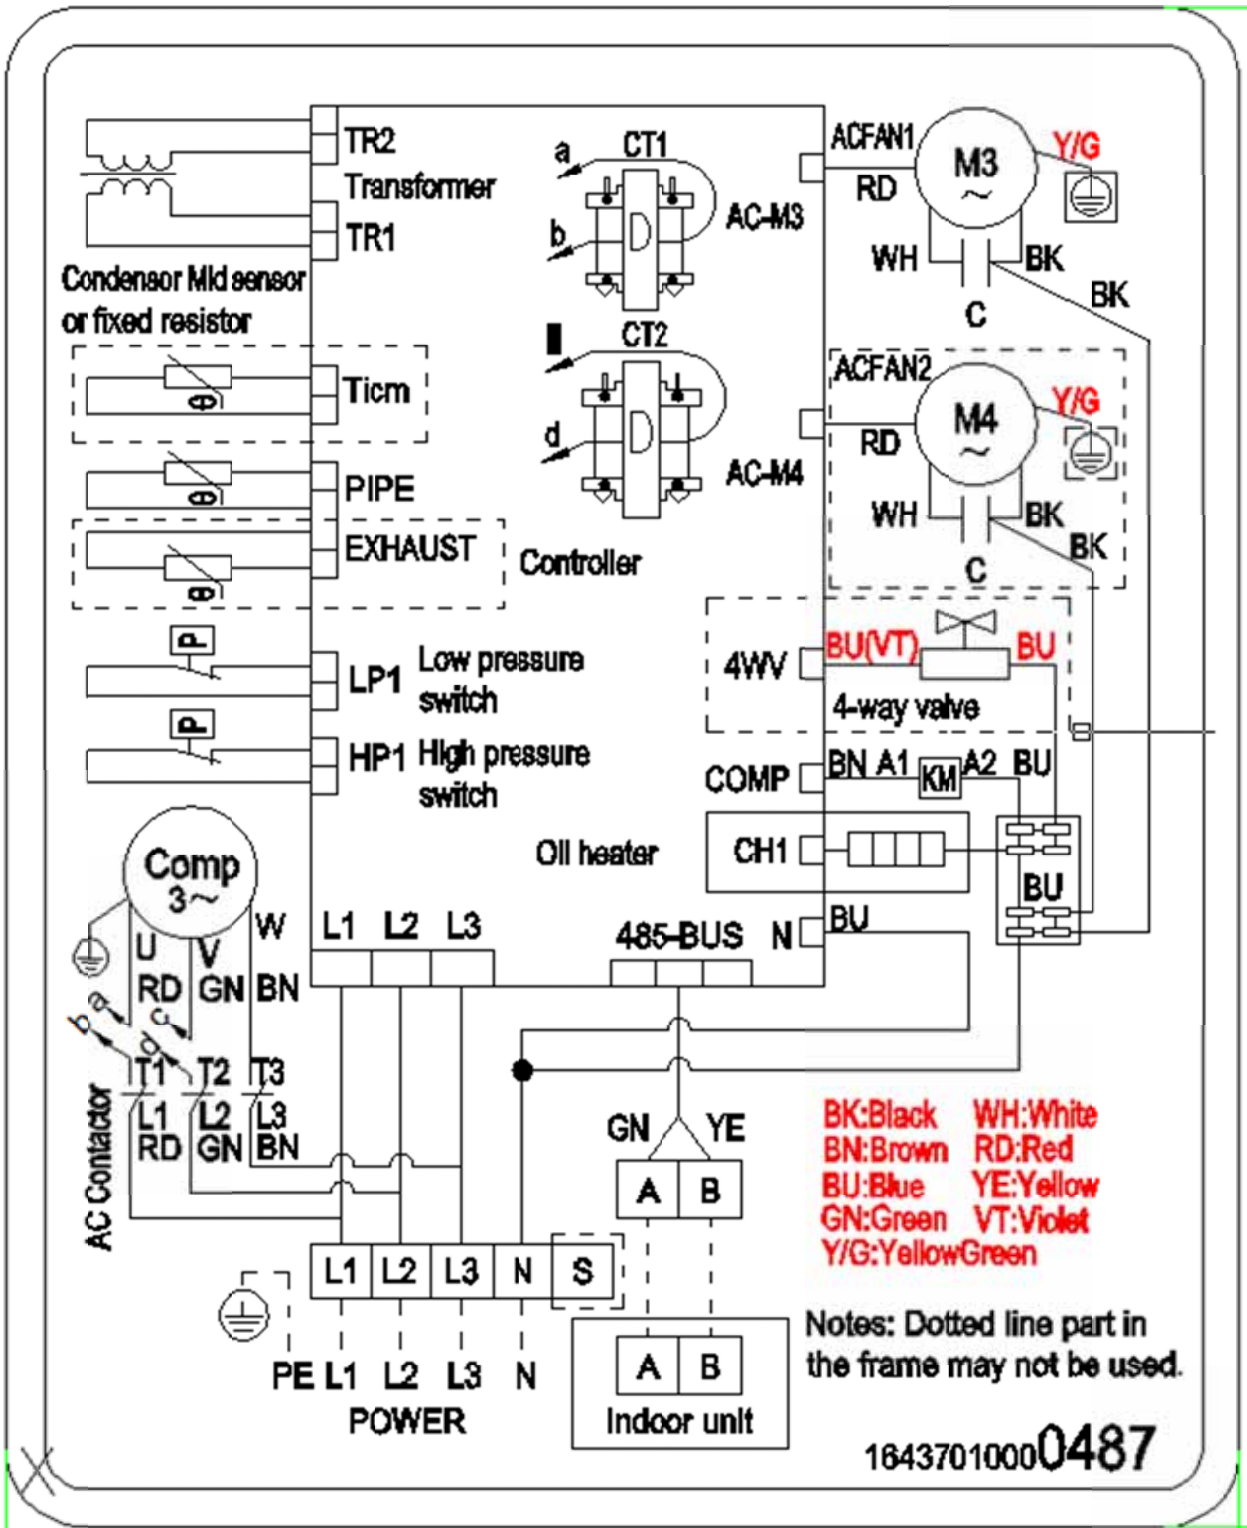 TR2
Transformer
TR1
Condensor Mid sensor
or fixed resistor
θ
Ticm
θ
PIPE
EXHAUST
θ
Controller
P
LP1
Low pressure
switch
P
HP1
High pressure
switch
a
CT1
D
b
CT2
D
d
ACFAN1
M3
~
Y/G
RD
AC-M3
WH
BK
C
BK
ACFAN2
M4
~
Y/G
RD
AC-M4
WH
BK
C
BK
4WV
BU(VT)
BU
4-way valve
COMP
BN A1
KM
A2 BU
Oil heater
CH1
BU
485-BUS
N
BU
Comp
3~
U
V
W
RD GN BN
L1 L2 L3
b
a
c
d
T1 T2 T3
L1 L2 L3
RD GN BN
AC Contactor
GN
YE
A B
L1 L2 L3 N S
PE L1 L2 L3 N
POWER
A B
Indoor unit
BK:Black WH:White
BN:Brown RD:Red
BU:Blue YE:Yellow
GN:Green VT:Violet
Y/G:YellowGreen
Notes: Dotted line part in
the frame may not be used.
16437010000487